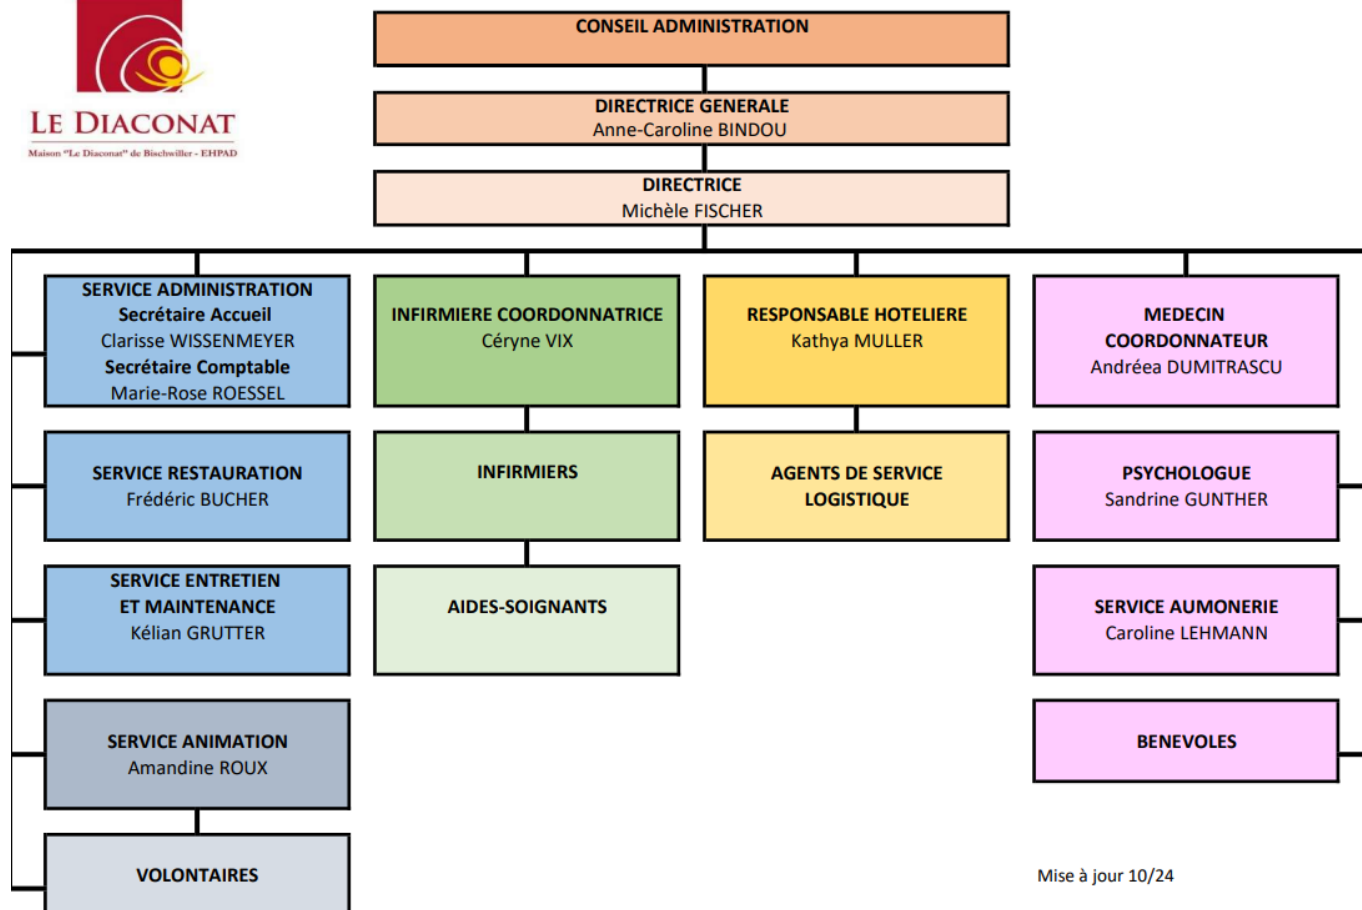 LE DIACONAT
Maison "Le Diaconat" de Bischwiller - EHPAD
CONSEIL ADMINISTRATION
DIRECTRICE GENERALE
Anne-Caroline BINDOU
DIRECTRICE
Michèle FISCHER
SERVICE ADMINISTRATION
Secrétaire Accueil
Clarisse WISSENMEYER
Secrétaire Comptable
Marie-Rose ROESSEL
INFIRMIERE COORDONNATRICE
Céryne VIX
RESPONSABLE HOTELIERE
Kathya MULLER
MEDECIN
COORDONNATEUR
Andréea DUMITRASCU
SERVICE RESTAURATION
Frédéric BUCHER
INFIRMIERS
AGENTS DE SERVICE
LOGISTIQUE
PSYCHOLOGUE
Sandrine GUNTHER
SERVICE ENTRETIEN
ET MAINTENANCE
Kélian GRUTTER
AIDES-SOIGNANTS
SERVICE AUMONERIE
Caroline LEHMANN
SERVICE ANIMATION
Amandine ROUX
BENEVOLES
VOLONTAIRES
Mise à jour 10/24